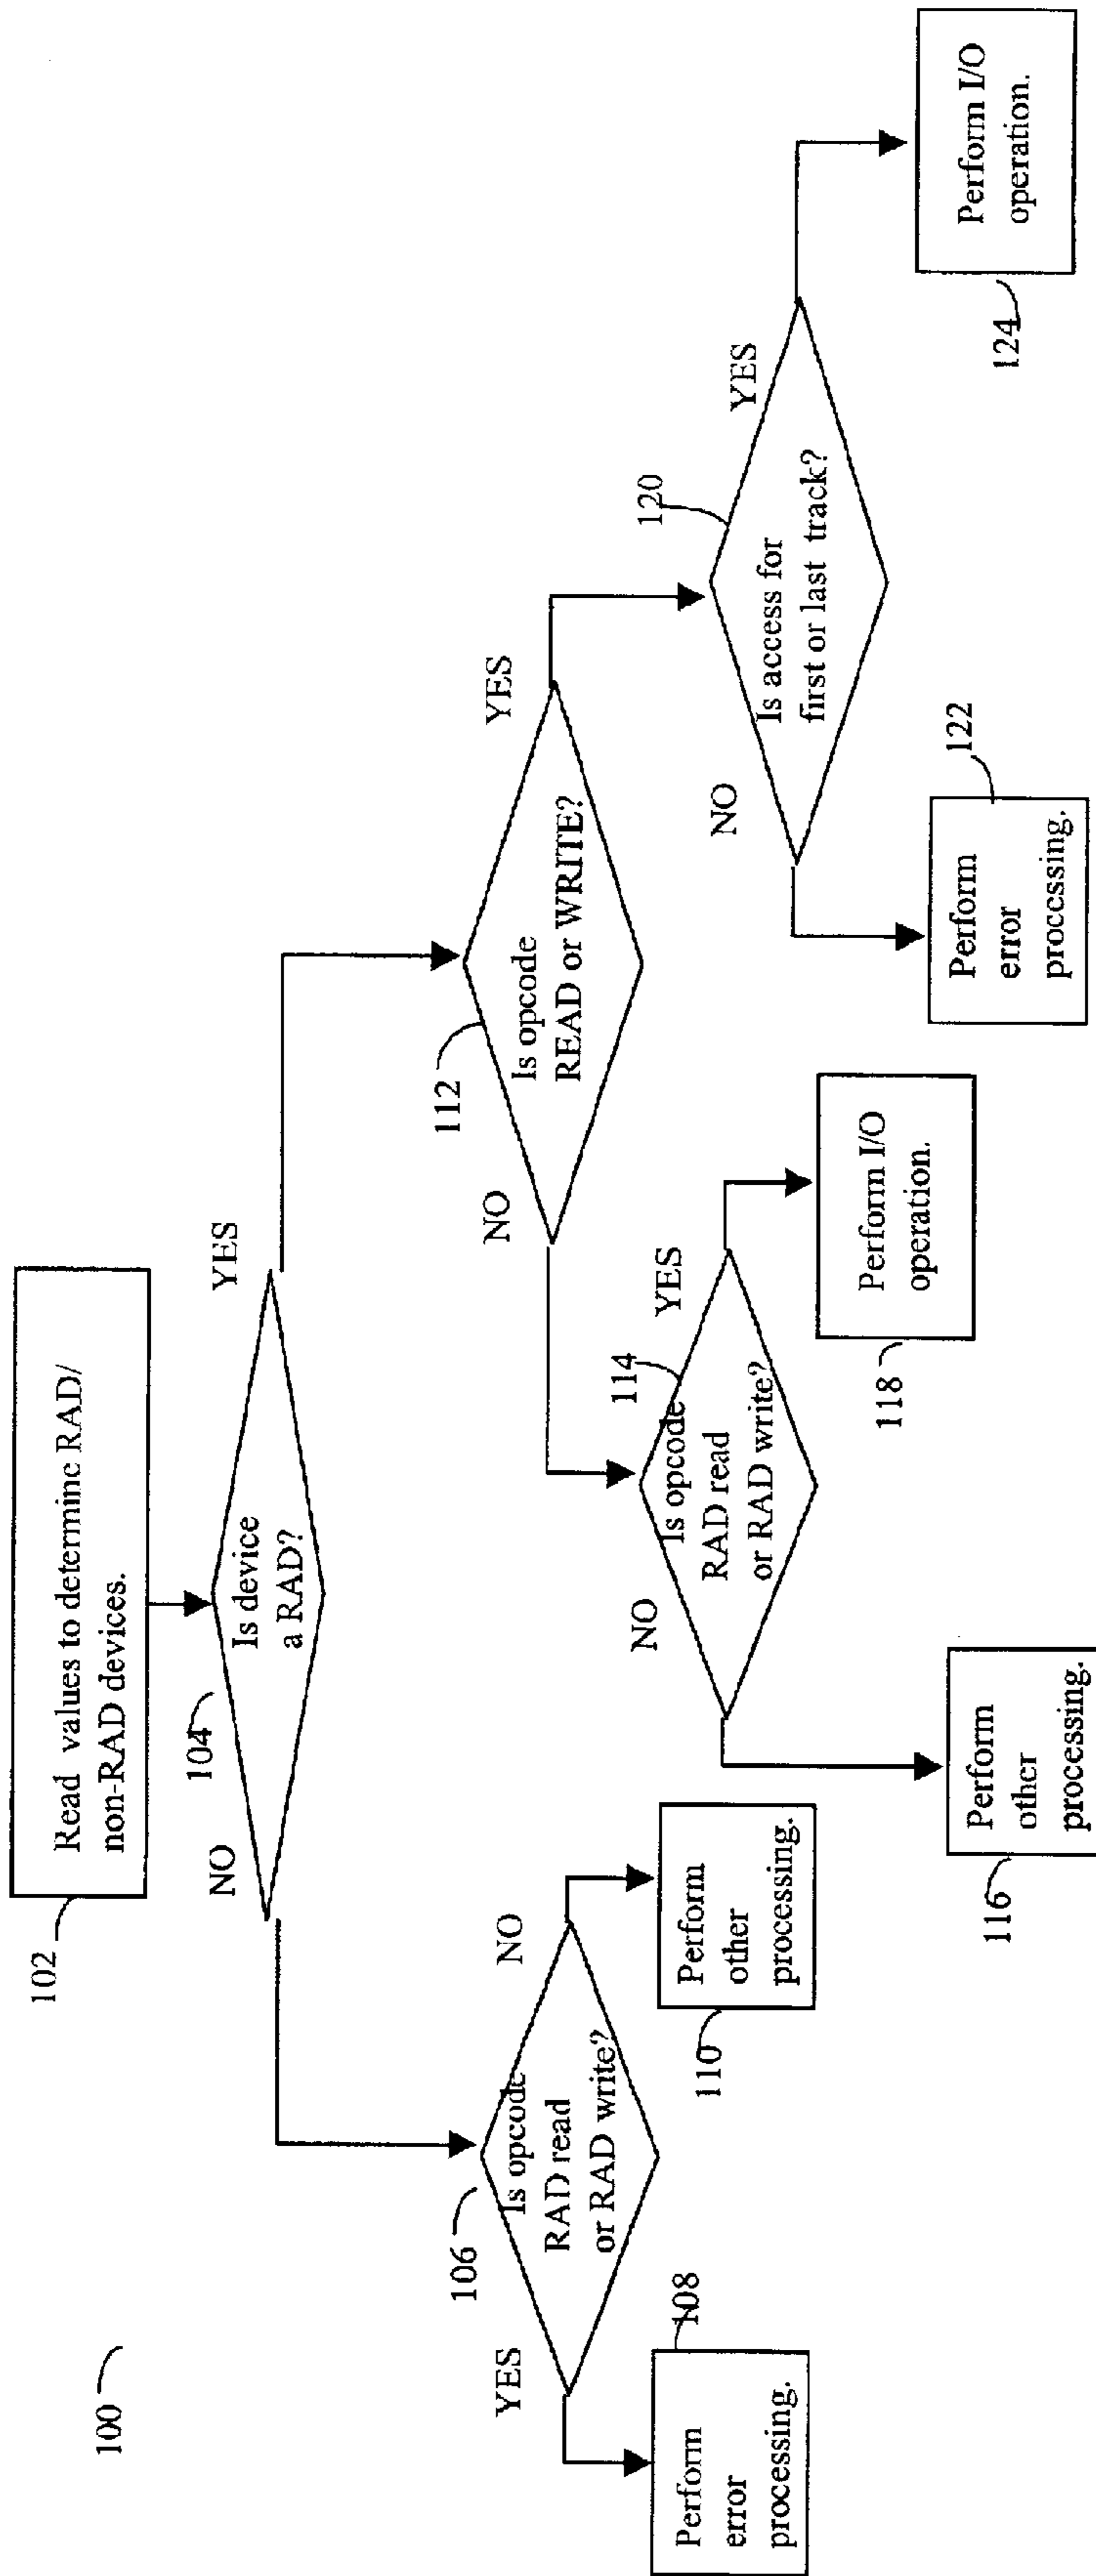 100
102
Read values to determine RAD/
non-RAD devices.
104
Is device
a RAD?
NO
YES
106
Is opcode
RAD read
or RAD write?
YES
NO
108
Perform
error
processing.
110
Perform
other
processing.
112
Is opcode
READ or WRITE?
NO
YES
114
Is opcode
RAD read
or RAD write?
NO
YES
116
Perform
other
processing.
118
Perform I/O
operation.
120
Is access for
first or last track?
NO
YES
122
Perform
error
processing.
124
Perform I/O
operation.